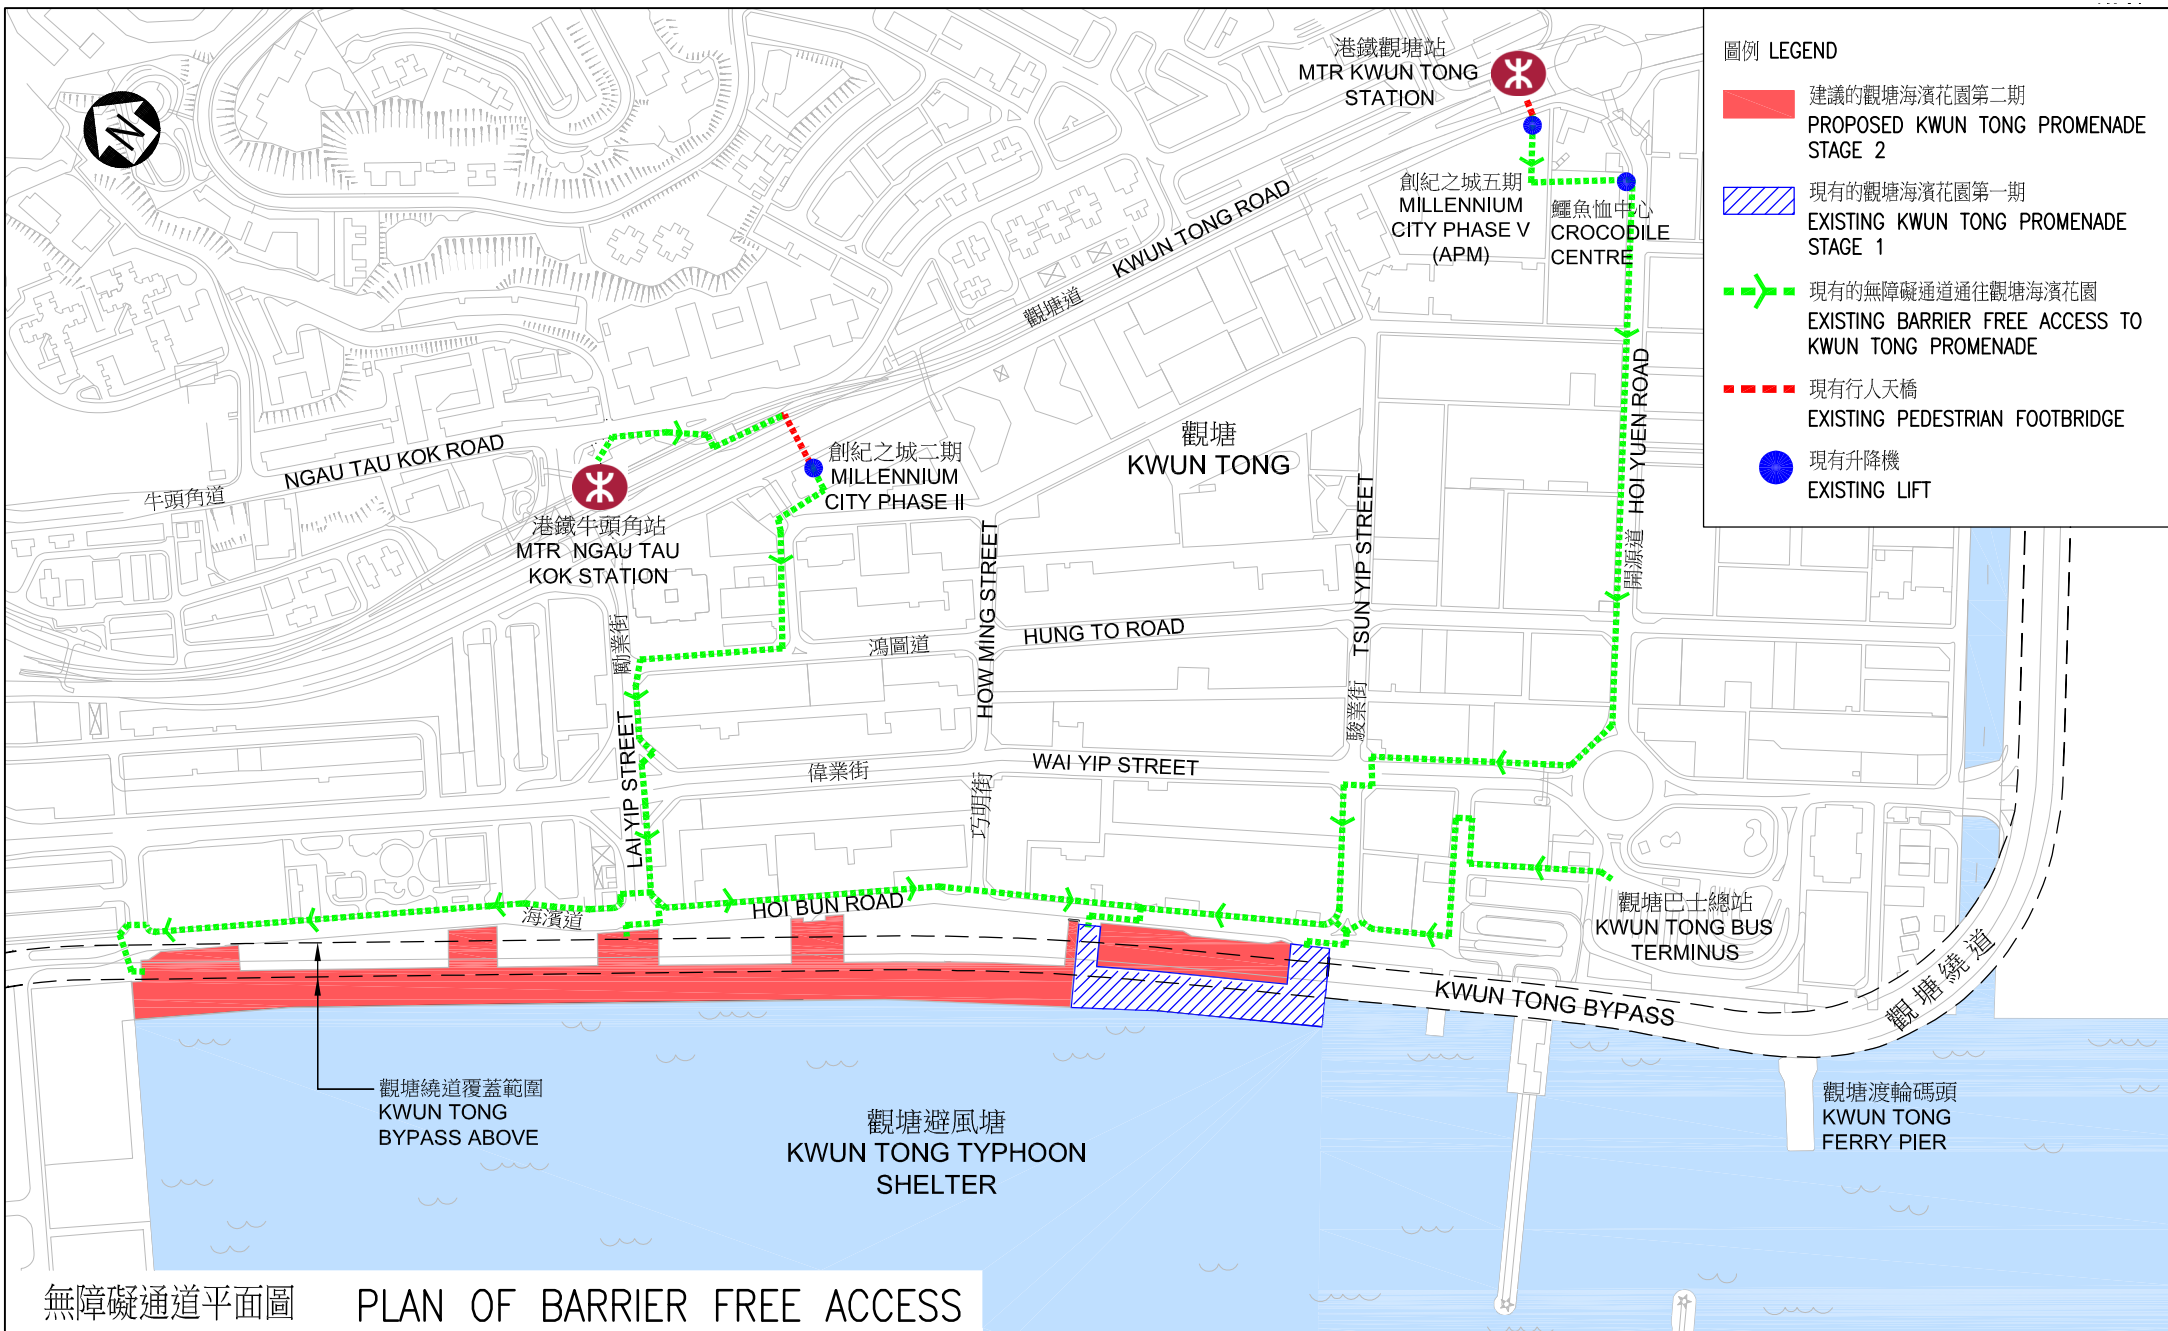 港鐵觀塘站
MTR KWUN TONG
STATION
圖例 LEGEND
建議的觀塘海濱花園第二期
PROPOSED KWUN TONG PROMENADE
STAGE 2
現有的觀塘海濱花園第一期
EXISTING KWUN TONG PROMENADE
STAGE 1
現有的無障礙通道通往觀塘海濱花園
EXISTING BARRIER FREE ACCESS TO
KWUN TONG PROMENADE
現有行人天橋
EXISTING PEDESTRIAN FOOTBRIDGE
現有升降機
EXISTING LIFT
N
創紀之城五期
MILLENNIUM
CITY PHASE V
(APM)
鱷魚恤中心
CROCODILE
CENTRE
KWUN TONG ROAD
觀塘道
NGAU TAU KOK ROAD
牛頭角道
創紀之城二期
MILLENNIUM
CITY PHASE II
觀塘
KWUN TONG
港鐵牛頭角站
MTR NGAU TAU
KOK STATION
HOI YUEN ROAD
開源道
TSUN YIP STREET
駿業街
HOW MING STREET
巧明街
HUNG TO ROAD
鴻圖道
勵業街
LAI YIP STREET
偉業街
WAI YIP STREET
海濱道
HOI BUN ROAD
觀塘巴士總站
KWUN TONG BUS
TERMINUS
KWUN TONG BYPASS
觀塘繞道
觀塘繞道覆蓋範圍
KWUN TONG
BYPASS ABOVE
觀塘避風塘
KWUN TONG TYPHOON
SHELTER
觀塘渡輪碼頭
KWUN TONG
FERRY PIER
無障礙通道平面圖 PLAN OF BARRIER FREE ACCESS